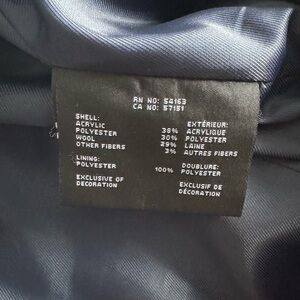 RN NO: 54163
CA NO: 57151
SHELL: EXTÉRIEUR:
ACRYLIC 38% ACRYLIQUE
POLYESTER 30% POLYESTER
WOOL 29% LAINE
OTHER FIBERS 3% AUTRES FIBERS
LINING: DOUBLURE:
POLYESTER 100% POLYESTER
EXCLUSIVE OF EXCLUSIF DE
DECORATION DÉCORATION